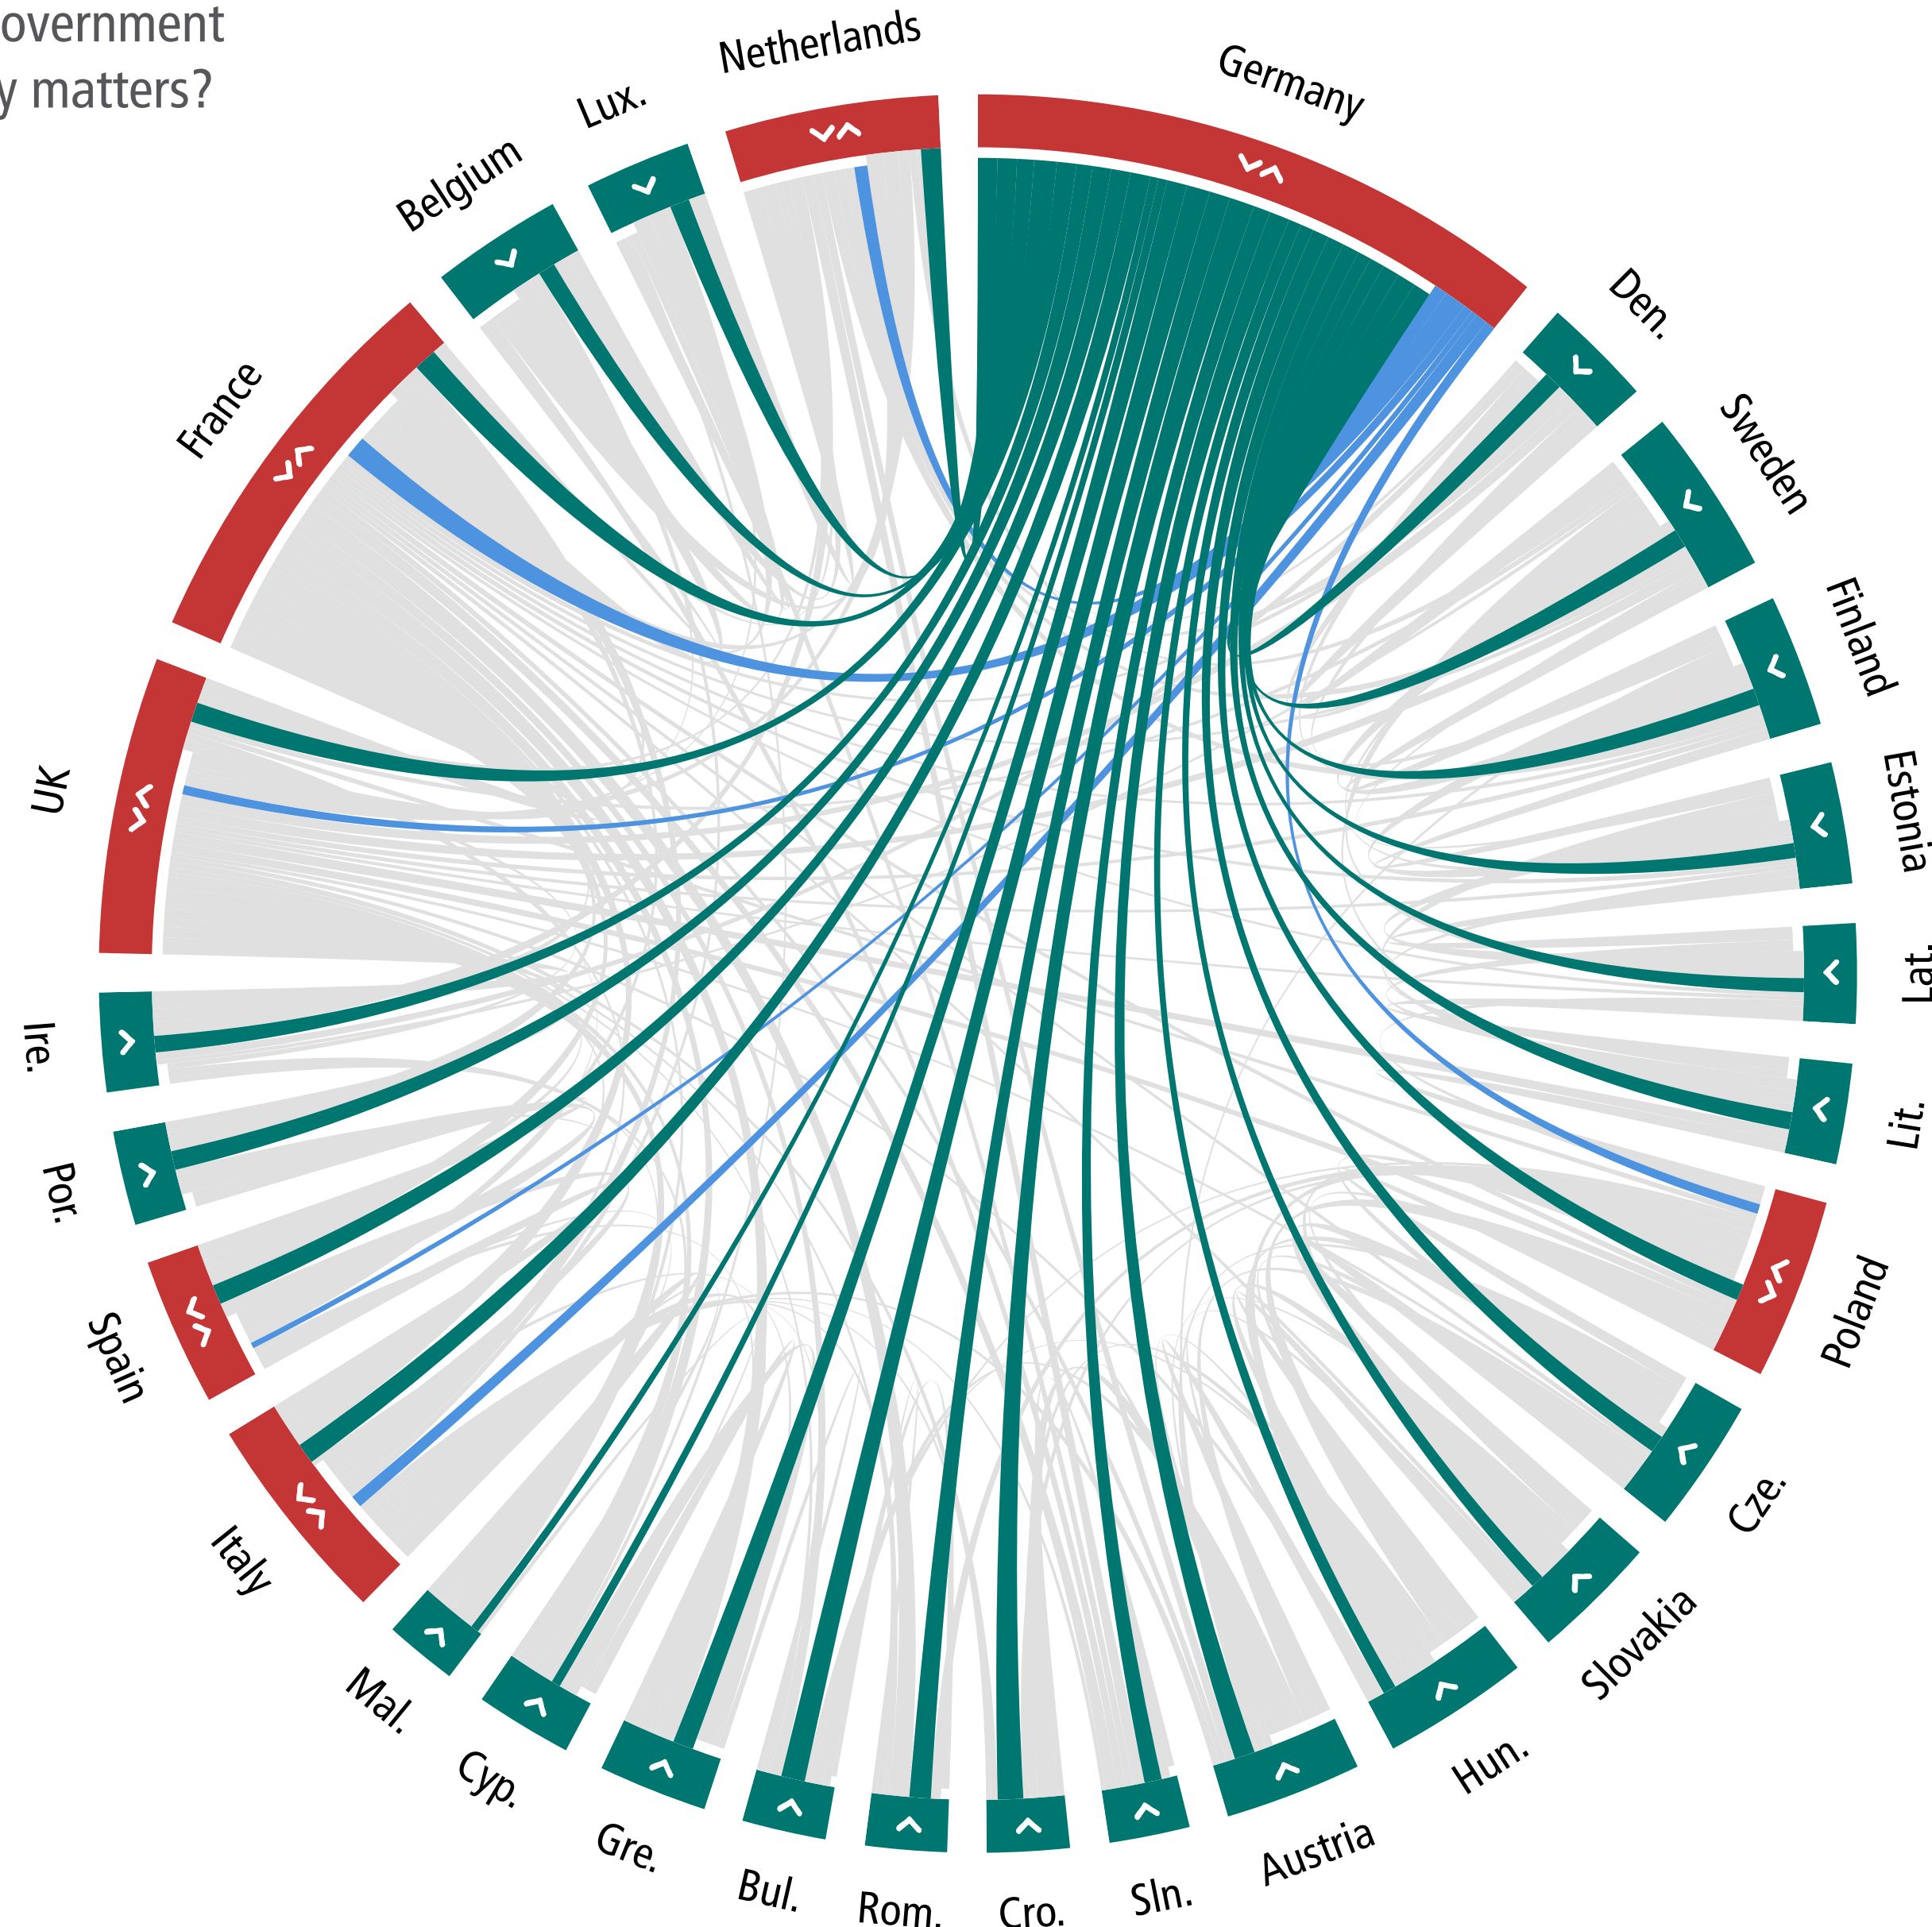 overnment
y matters?
Netherlands
Germany
Lux.
Belgium
Den.
France
Sweden
Finland
Uk
Estonia
Lat.
Ire.
Lit.
Por.
Poland
Spain
Cze.
Italy
Slovakia
Mal.
Hun.
Cyp.
Austria
Gre.
Bul.
Sln.
Rom.
Cro.